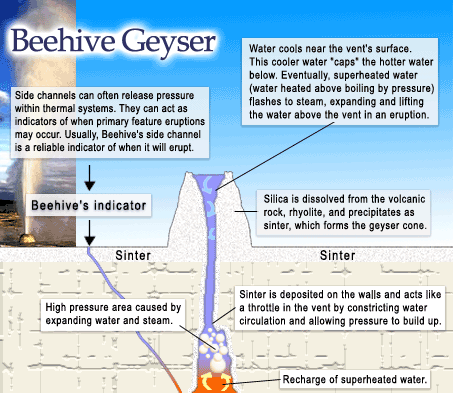 Beehive Geyser
Water cools near the vent's surface.
This cooler water "caps" the hotter water
below. Eventually, superheated water
(water heated above boiling by pressure)
flashes to steam, expanding and lifting
the water above the vent in an eruption.
Side channels can often release pressure
within thermal systems. They can act as
indicators of when primary feature eruptions
may occur. Usually, Beehive's side channel
is a reliable indicator of when it will erupt.
Beehive's indicator
Silica is dissolved from the volcanic
rock, rhyolite, and precipitates as
sinter, which forms the geyser cone.
Sinter
Sinter
High pressure area caused by
expanding water and steam.
Sinter is deposited on the walls and acts like
a throttle in the vent by constricting water
circulation and allowing pressure to build up.
Recharge of superheated water.